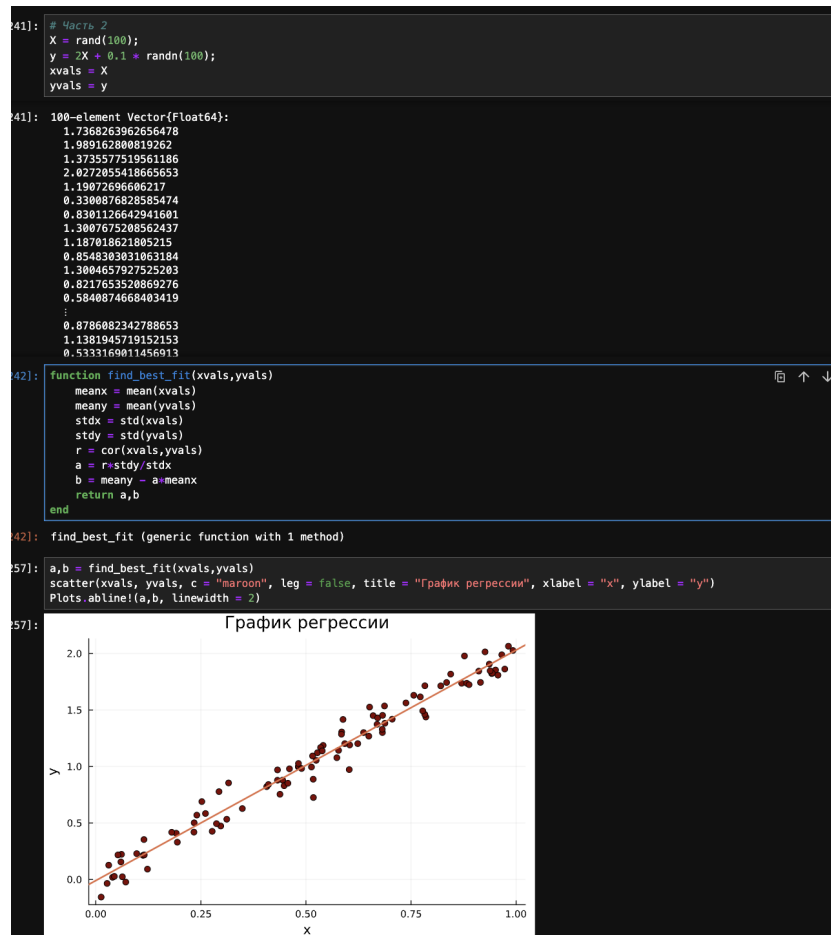 41]: # Часть 2
X = rand(100);
y = 2X + 0.1 * randn(100);
xvals = X
yvals = y
41]: 100-element Vector{Float64}:
1.7368263962656478
1.989162800819262
1.3735577519561186
2.0272055418665653
1.19072696606217
0.3300876828585474
0.8301126642941601
1.3007675208562437
1.187018621805215
0.8548303031063184
1.3004657927525203
0.8217653520869276
0.5840874668403419
⋮
0.8786082342788653
1.1381945719152153
0.5333169011456913
42]: function find_best_fit(xvals,yvals)
meanx = mean(xvals)
meany = mean(yvals)
stdx = std(xvals)
stdy = std(yvals)
r = cor(xvals,yvals)
a = r*stdy/stdx
b = meany - a*meanx
return a,b
end
42]: find_best_fit (generic function with 1 method)
57]: a,b = find_best_fit(xvals,yvals)
scatter(xvals, yvals, c = "maroon", leg = false, title = "График регрессии", xlabel = "x", ylabel = "y")
Plots.abline!(a,b, linewidth = 2)
57]:
График регрессии
2.0
1.5
1.0
0.5
0.0
y
0.00 0.25 0.50 0.75 1.00
x